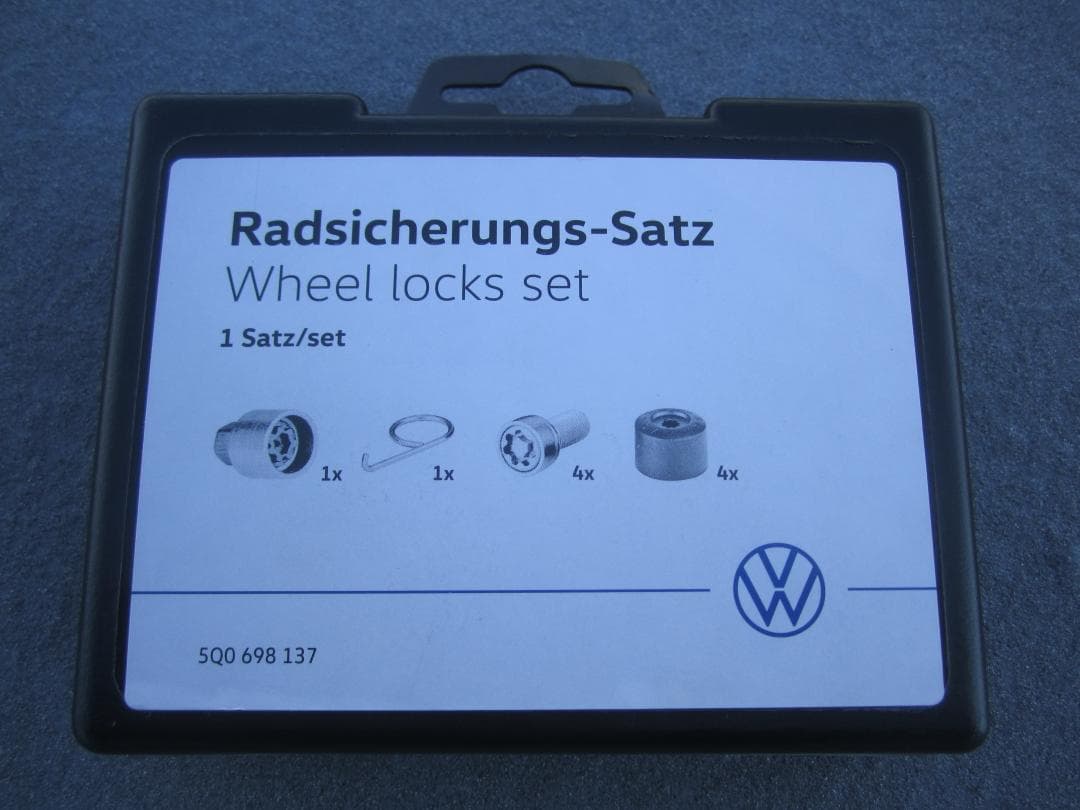 Radsicherungs-Satz
Wheel locks set
1 Satz/set
1x 1x 4x 4x
5Q0 698 137